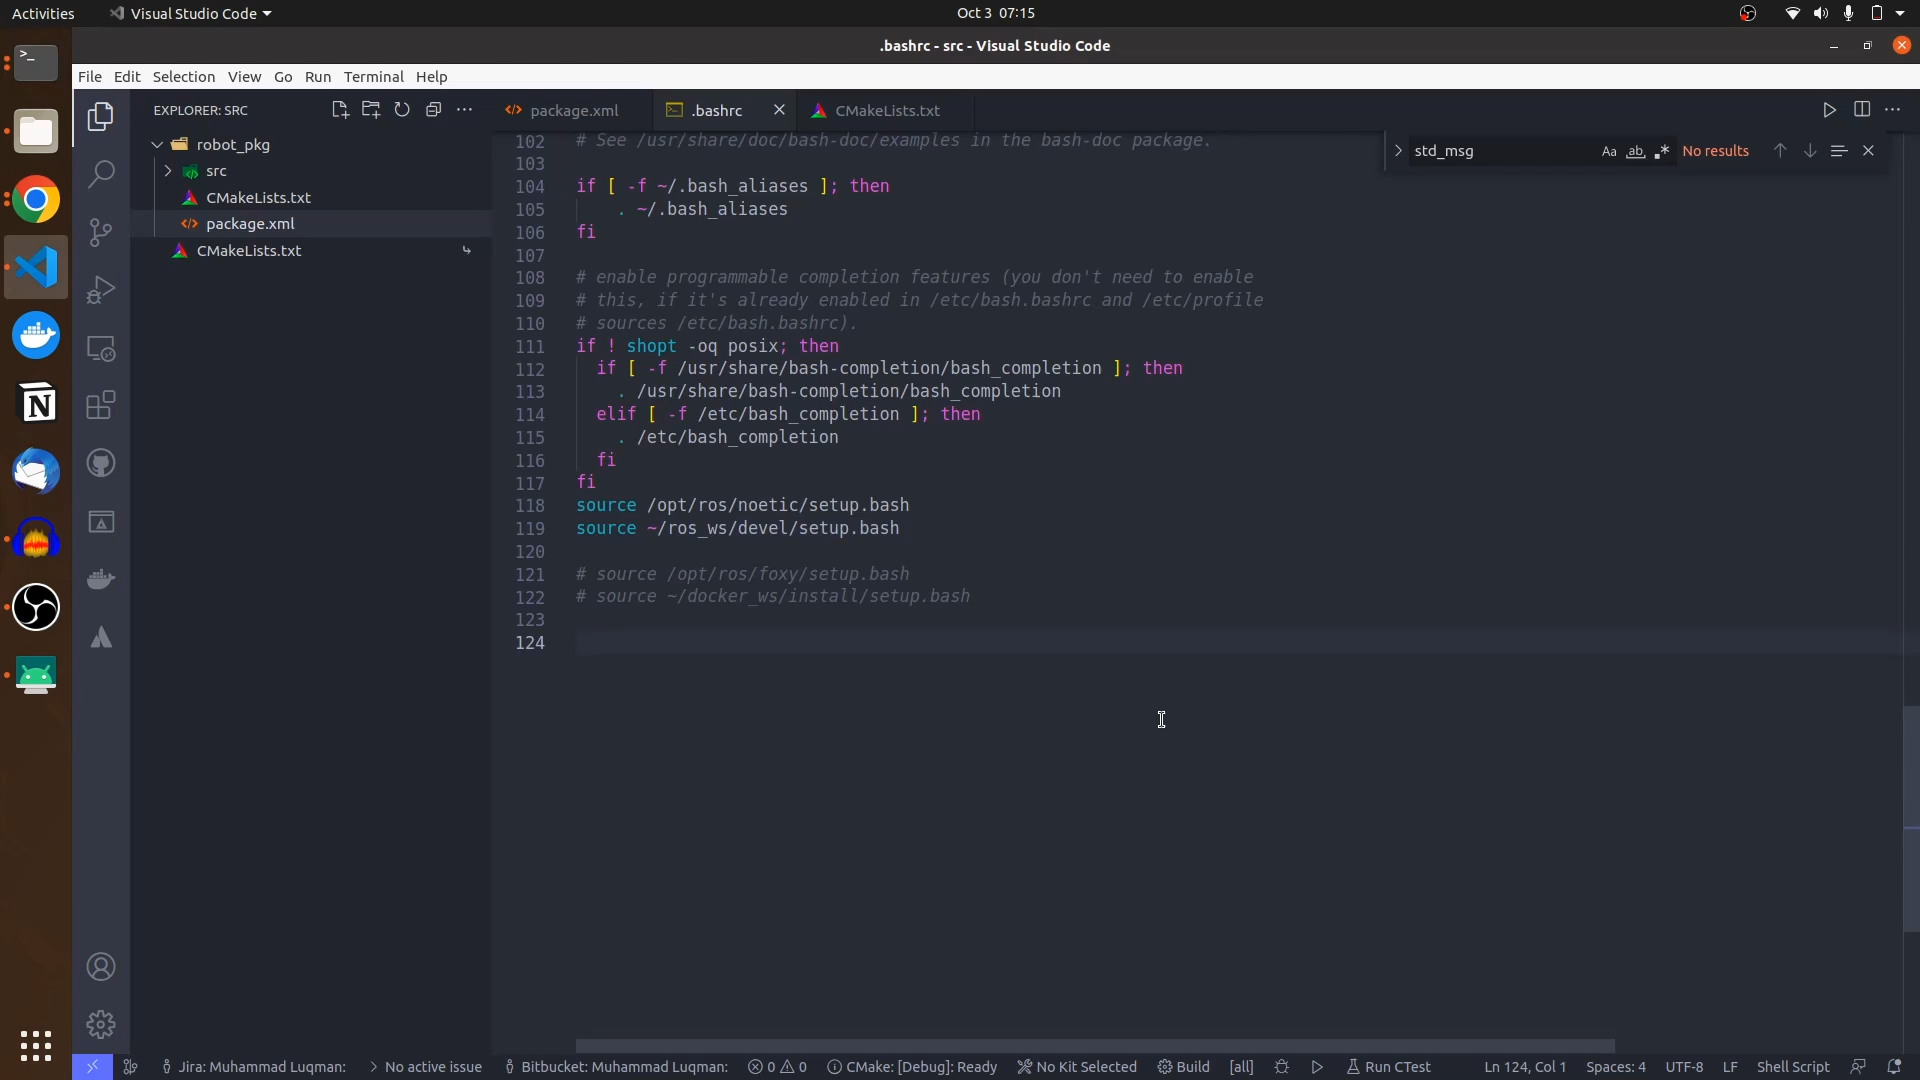 Activities
Visual Studio Code
Oct 3 07:15
.bashrc - src - Visual Studio Code
File Edit Selection View Go Run Terminal Help
EXPLORER: SRC
robot_pkg
src
CMakeLists.txt
package.xml
CMakeLists.txt
package.xml
.bashrc
CMakeLists.txt
std_msg
Aa
ab
No results
102 # See /usr/share/doc/bash-doc/examples in the bash-doc package.
103
104 if [ -f ~/.bash_aliases ]; then
105 . ~/.bash_aliases
106 fi
107
108 # enable programmable completion features (you don't need to enable
109 # this, if it's already enabled in /etc/bash.bashrc and /etc/profile
110 # sources /etc/bash.bashrc).
111 if ! shopt -oq posix; then
112 if [ -f /usr/share/bash-completion/bash_completion ]; then
113 . /usr/share/bash-completion/bash_completion
114 elif [ -f /etc/bash_completion ]; then
115 . /etc/bash_completion
116 fi
117 fi
118 source /opt/ros/noetic/setup.bash
119 source ~/ros_ws/devel/setup.bash
120
121 # source /opt/ros/foxy/setup.bash
122 # source ~/docker_ws/install/setup.bash
123
124
Jira: Muhammad Luqman: No active issue Bitbucket: Muhammad Luqman: 0 0 CMake: [Debug]: Ready No Kit Selected Build [all] Run CTest Ln 124, Col 1 Spaces: 4 UTF-8 LF Shell Script